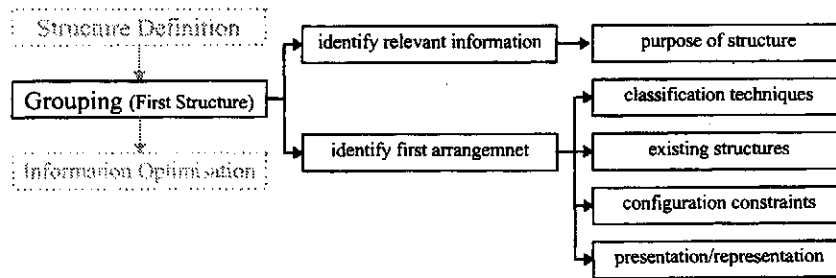 Structure Definition
Grouping (First Structure)
Information Optimisation
identify relevant information
purpose of structure
identify first arrangemnet
classification techniques
existing structures
configuration constraints
presentation/representation